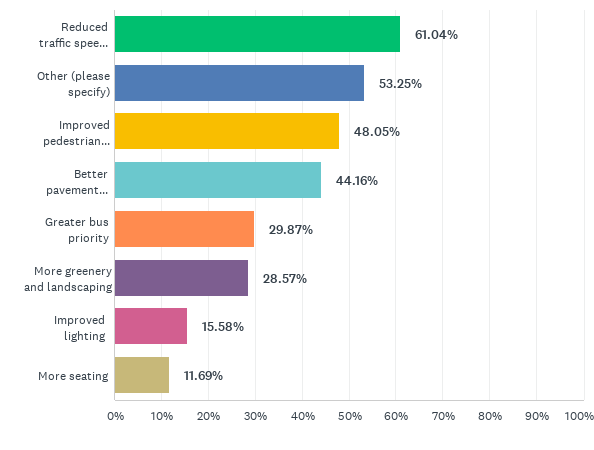 Reduced
traffic spee...
61.04%
Other (please
specify)
53.25%
Improved
pedestrian...
48.05%
Better
pavement...
44.16%
Greater bus
priority
29.87%
More greenery
and landscaping
28.57%
Improved
lighting
15.58%
More seating
11.69%
0% 10% 20% 30% 40% 50% 60% 70% 80% 90% 100%